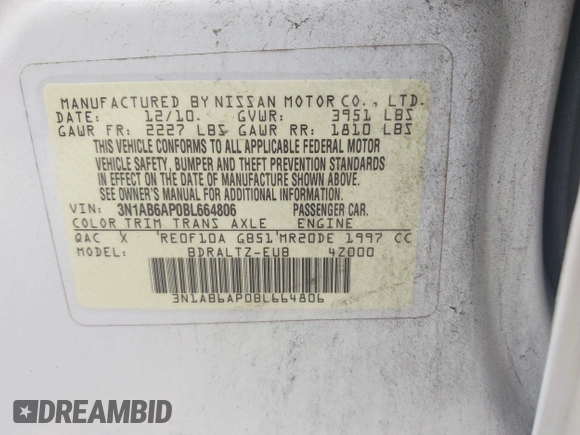 MANUFACTURED BY NISSAN MOTOR CO., LTD.
DATE: 12/10. GVWR: 3951 LBS
GAWR FR: 2227 LBS GAWR RR: 1810 LBS
THIS VEHICLE CONFORMS TO ALL APPLICABLE FEDERAL MOTOR
VEHICLE SAFETY, BUMPER AND THEFT PREVENTION STANDARDS
IN EFFECT ON THE DATE OF MANUFACTURE SHOWN ABOVE.
SEE OWNER'S MANUAL FOR ADDITIONAL INFORMATION.
VIN: 3N1AB6AP0BL664806 PASSENGER CAR.
COLOR TRIM TRANS AXLE ENGINE
QAC X 'RE0F10A GB51'MR20DE 1997 CC
MODEL: BDRALTZ-EUB 4Z000
3N1AB6AP0BL664806
DREAMBID